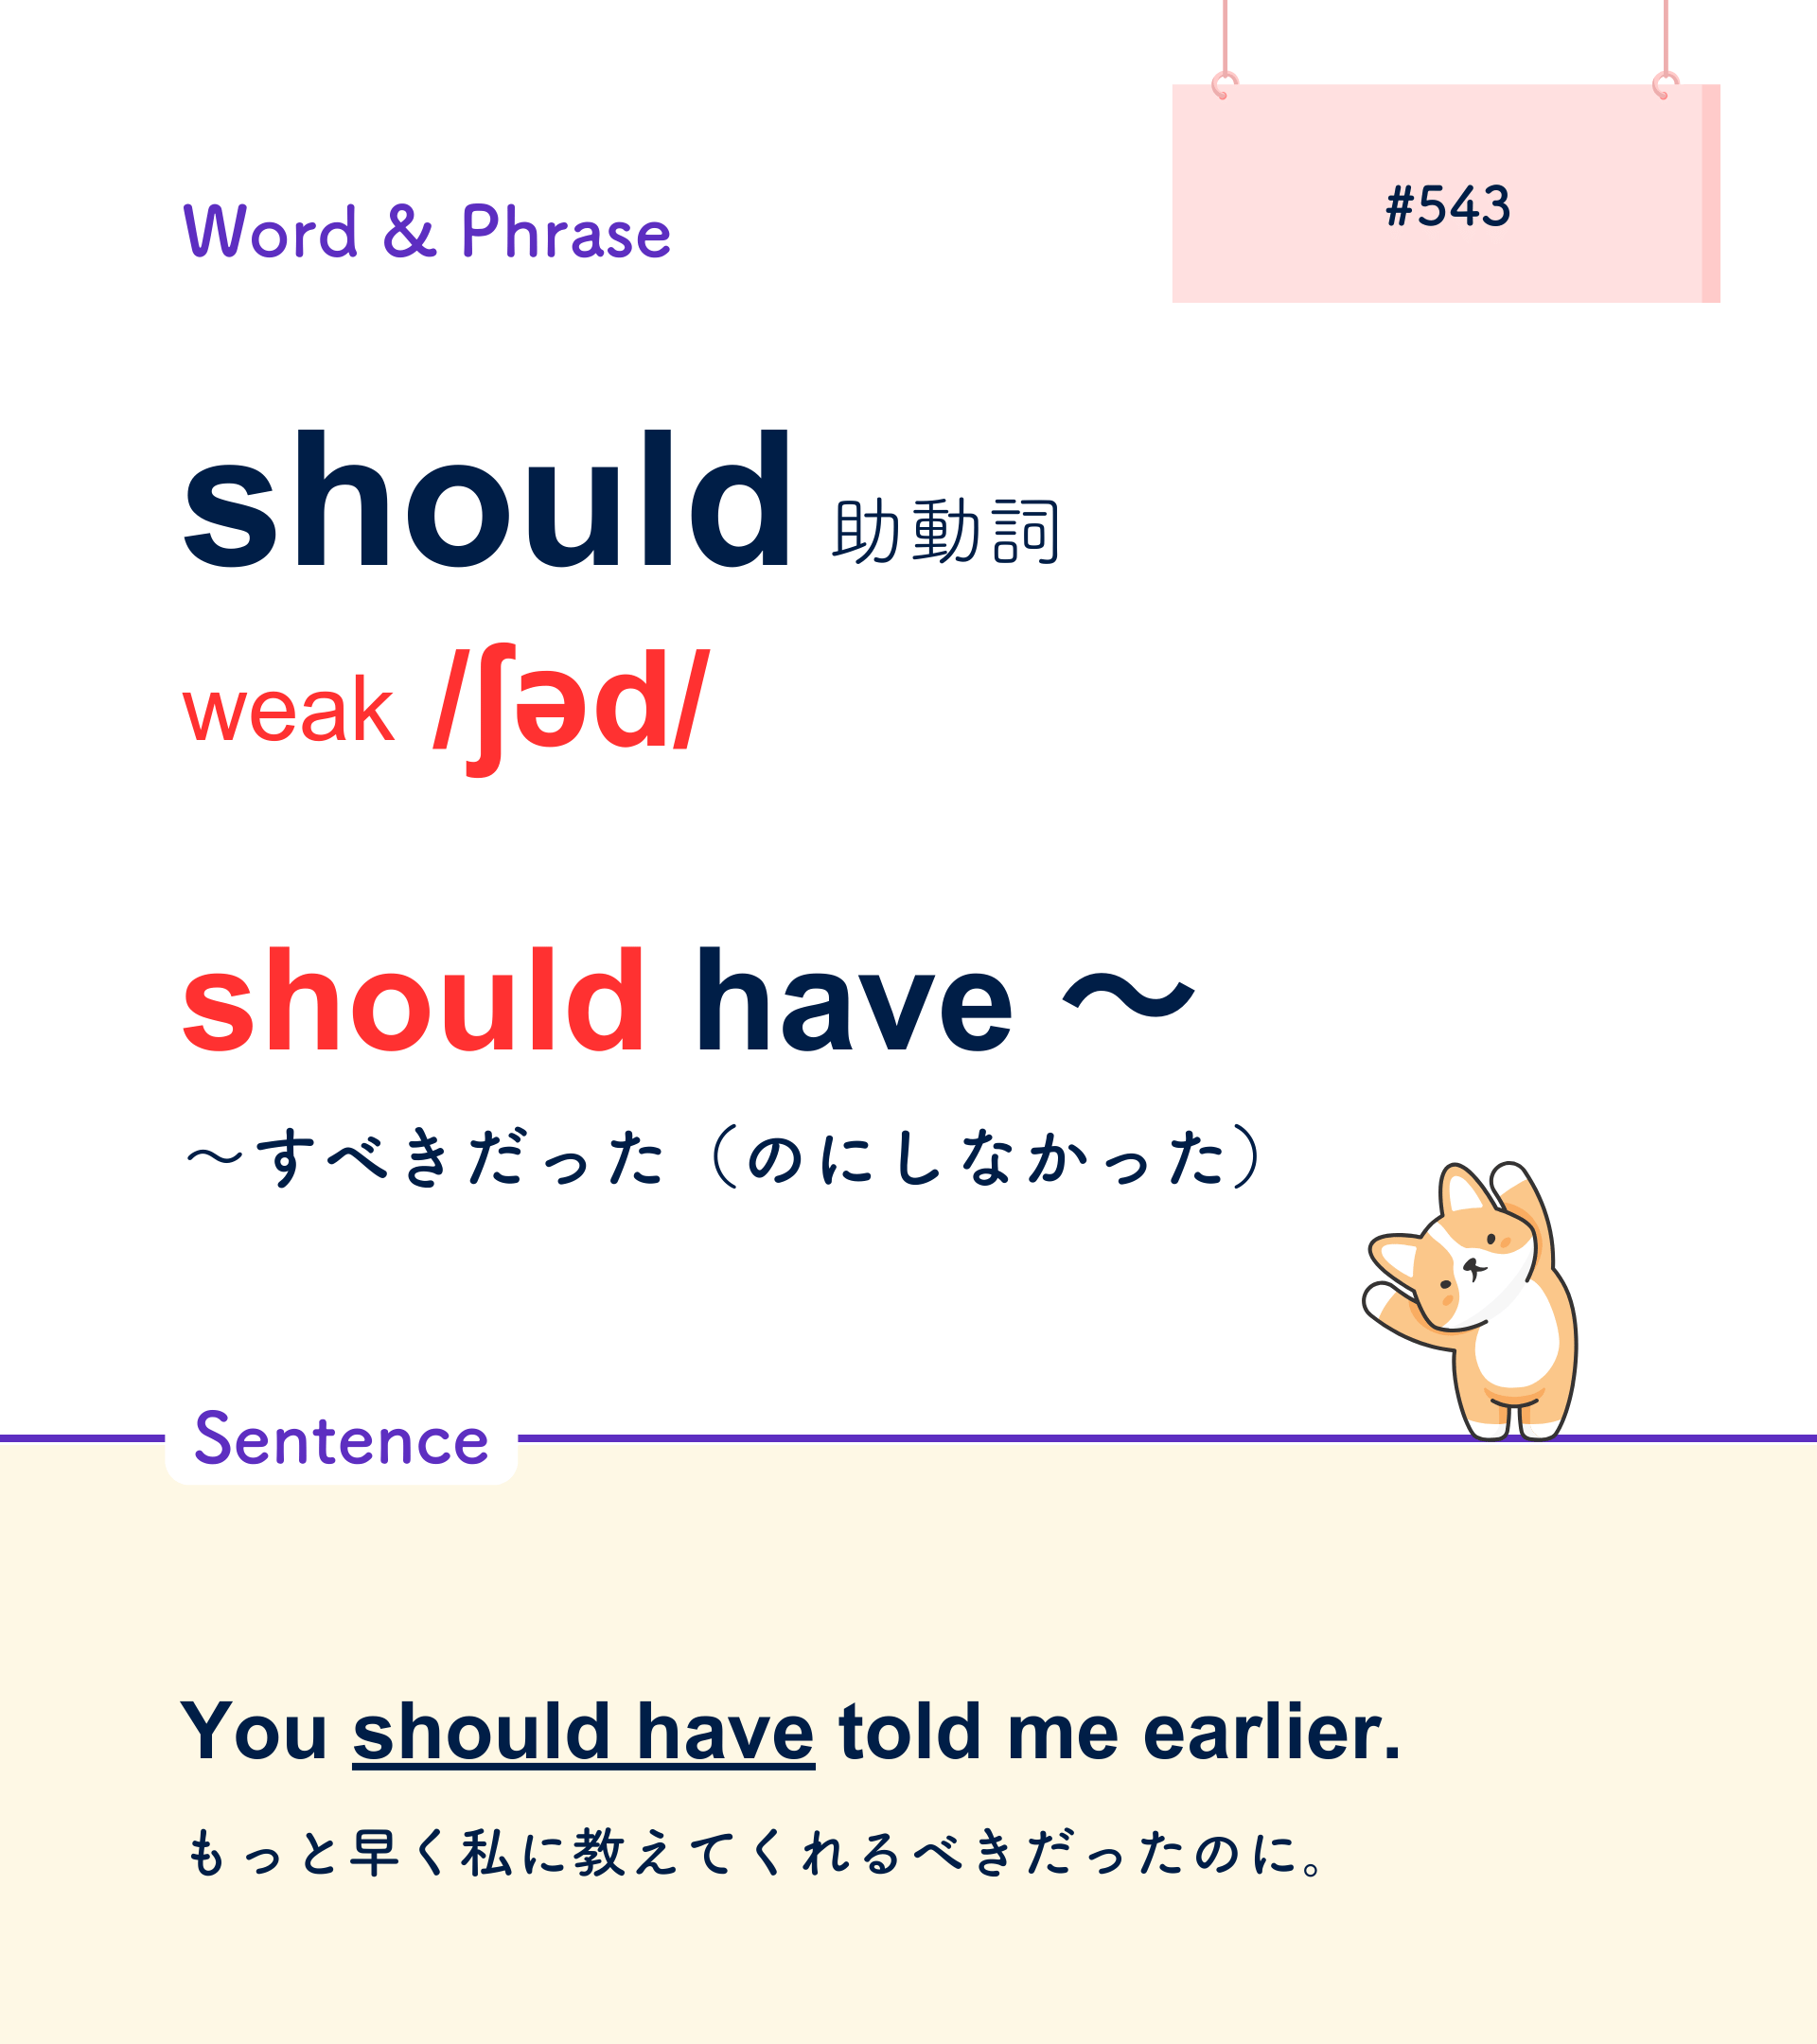 Word & Phrase
#543
should 助動詞
weak /ʃəd/
should have 〜
〜すべきだった（のにしなかった）
Sentence
You should have told me earlier.
もっと早く私に教えてくれるべきだったのに。